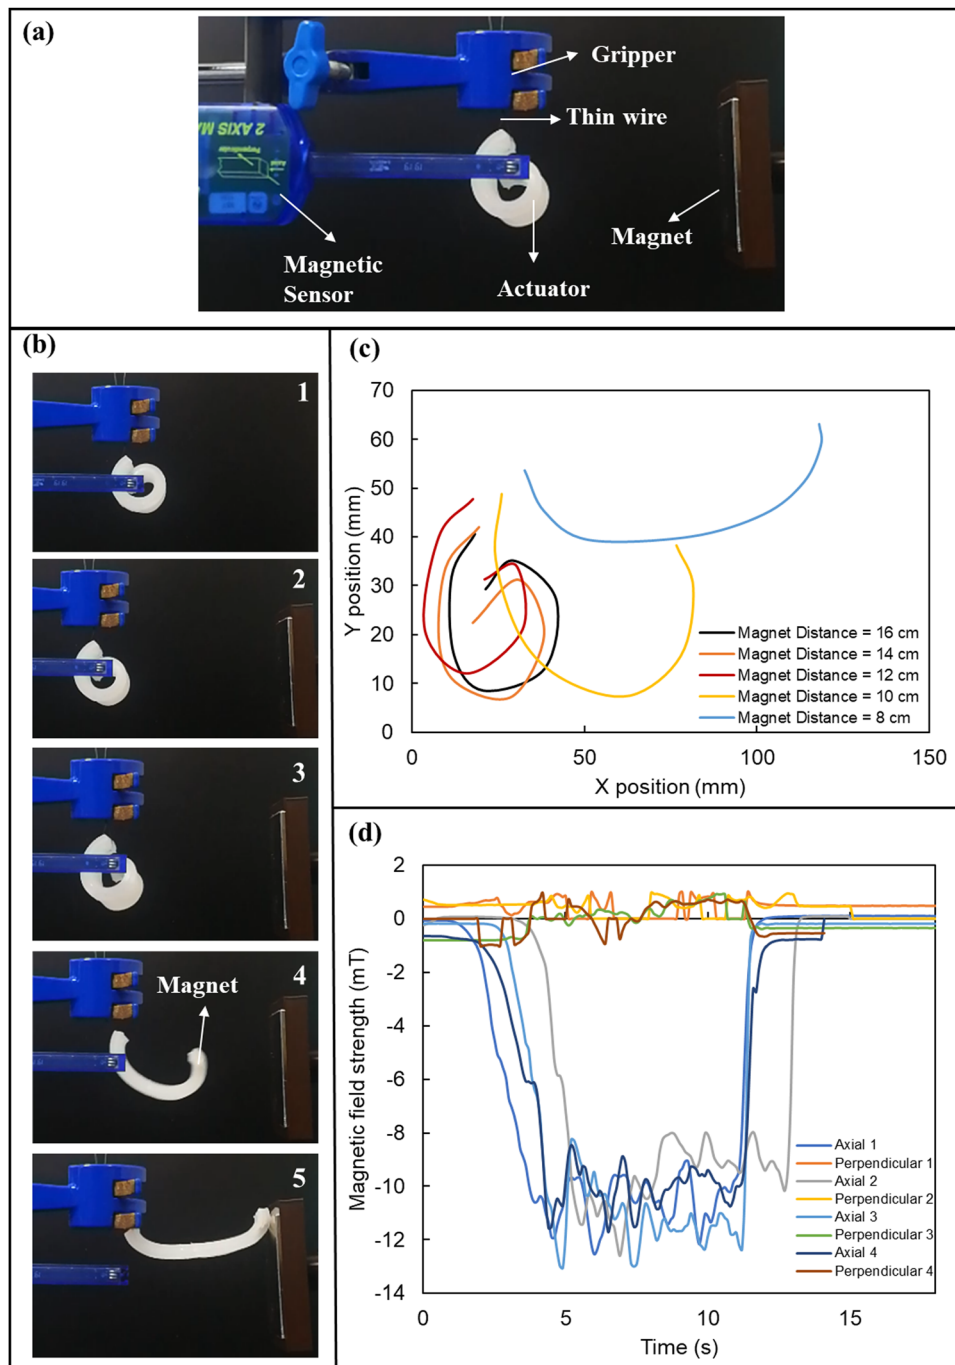 (a)
Gripper
Thin wire
2 AXIS MA
Perpendicular
Axial
Magnetic
Sensor
Actuator
Magnet
(b)
1
2
3
4
Magnet
5
(c)
70
60
50
40
30
20
10
0
Y position (mm)
Magnet Distance = 16 cm
Magnet Distance = 14 cm
Magnet Distance = 12 cm
Magnet Distance = 10 cm
Magnet Distance = 8 cm
0 50 100 150
X position (mm)
(d)
2
0
-2
-4
-6
-8
-10
-12
-14
Magnetic field strength (mT)
Axial 1
Perpendicular 1
Axial 2
Perpendicular 2
Axial 3
Perpendicular 3
Axial 4
Perpendicular 4
0 5 10 15
Time (s)